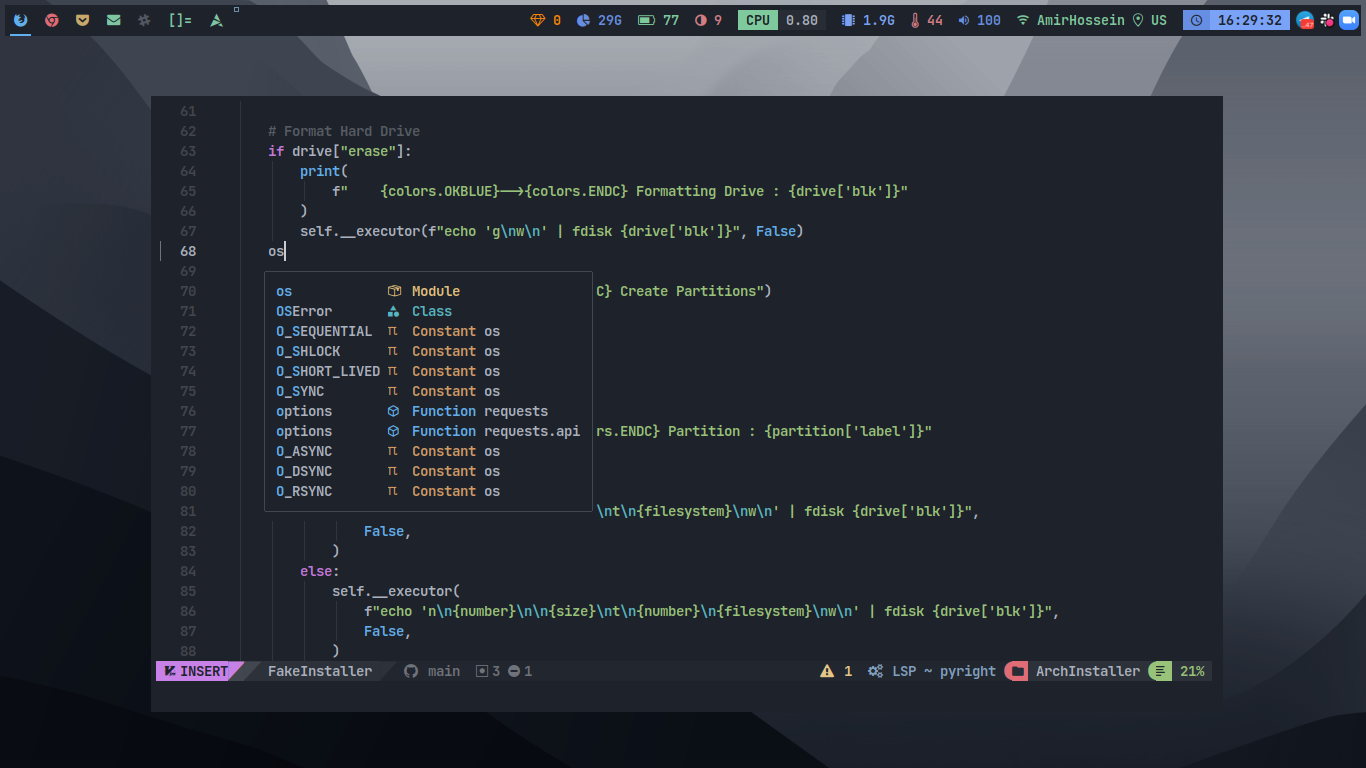 []= 0 29G 77 9 CPU 0.80 1.9G 44 100 AmirHossein US 16:29:32
61
62 # Format Hard Drive
63 if drive["erase"]:
64 print(
65 f"    {colors.OKBLUE}-->{colors.ENDC} Formatting Drive : {drive['blk']}"
66 )
67 self.__executor(f"echo 'g\nw\n' | fdisk {drive['blk']}", False)
68 os
69
70 C} Create Partitions")
os Module
71
OSError Class
72
O_SEQUENTIAL π Constant os
73
O_SHLOCK π Constant os
74
O_SHORT_LIVED π Constant os
75
O_SYNC π Constant os
76
options Function requests
77 rs.ENDC} Partition : {partition['label']}"
options Function requests.api
78
O_ASYNC π Constant os
79
O_DSYNC π Constant os
80
O_RSYNC π Constant os
81 \nt\n{filesystem}\nw\n' | fdisk {drive['blk']}",
82 False,
83 )
84 else:
85 self.__executor(
86 f"echo 'n\n{number}\n\n{size}\nt\n{number}\n{filesystem}\nw\n' | fdisk {drive['blk']}",
87 False,
88 )
INSERT FakeInstaller main 3 1 1 LSP ~ pyright ArchInstaller 21%